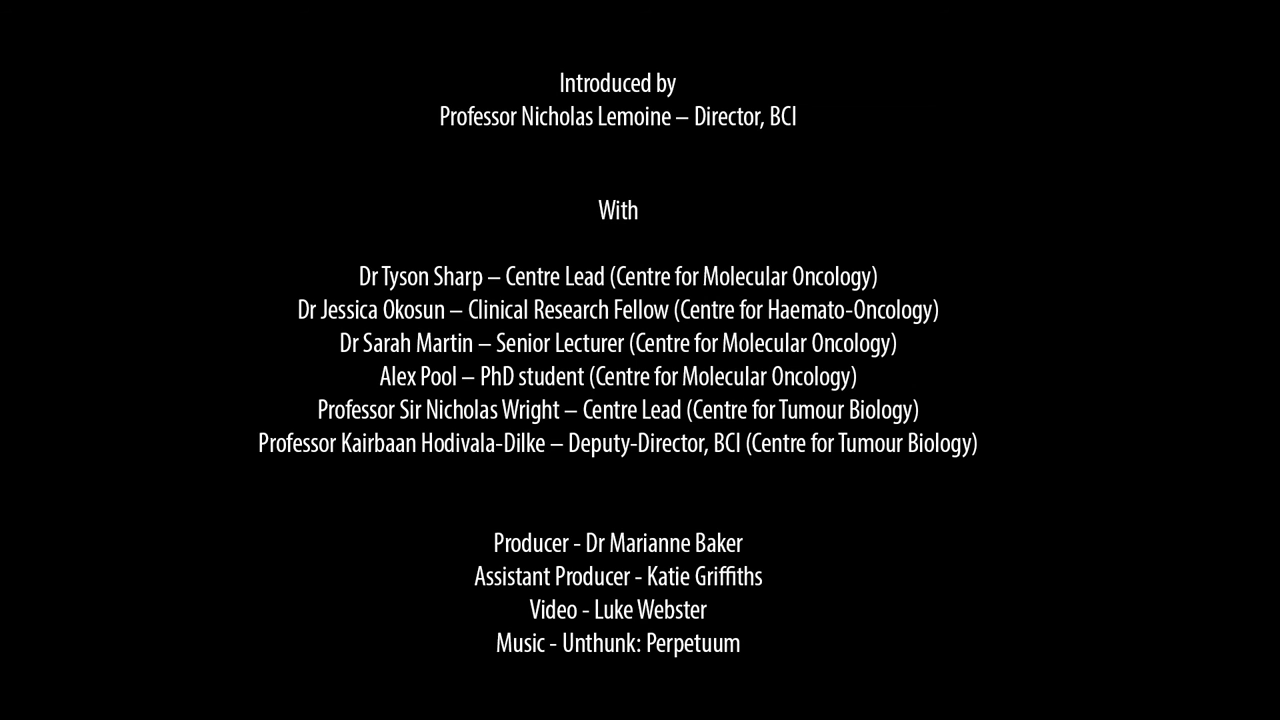 Introduced by
Professor Nicholas Lemoine – Director, BCI
With
Dr Tyson Sharp – Centre Lead (Centre for Molecular Oncology)
Dr Jessica Okosun – Clinical Research Fellow (Centre for Haemato-Oncology)
Dr Sarah Martin – Senior Lecturer (Centre for Molecular Oncology)
Alex Pool – PhD student (Centre for Molecular Oncology)
Professor Sir Nicholas Wright – Centre Lead (Centre for Tumour Biology)
Professor Kairbaan Hodivala-Dilke – Deputy-Director, BCI (Centre for Tumour Biology)
Producer - Dr Marianne Baker
Assistant Producer - Katie Griffiths
Video - Luke Webster
Music - Unthunk: Perpetuum